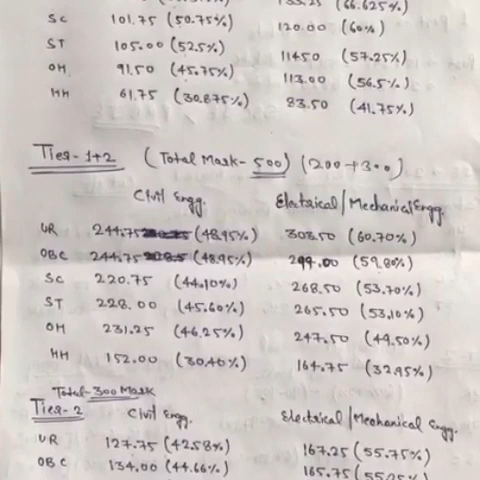 SC 101.75 (50.75%) 120.00 (60%)
ST 105.00 (52.5%) 114.50 (57.25%)
OH 91.50 (45.75%) 113.00 (56.5%)
HH 61.75 (30.875%) 83.50 (41.75%)
Tier-1+2 (Total Mark-500) (200+300)
Civil Engg. Electrical/Mechanical Engg.
UR 244.75 (48.95%) 303.50 (60.70%)
OBC 244.75 (48.95%) 299.00 (59.80%)
SC 220.75 (44.10%) 268.50 (53.70%)
ST 228.00 (45.60%) 265.50 (53.10%)
OH 231.25 (46.25%) 247.50 (49.50%)
HH 152.00 (30.40%) 164.75 (32.95%)
Total-300 Mark
Tier-2 Civil Engg. Electrical/Mechanical Engg.
UR 127.75 (42.58%) 167.25 (55.75%)
OBC 134.00 (44.66%) 165.75 (55.25%)